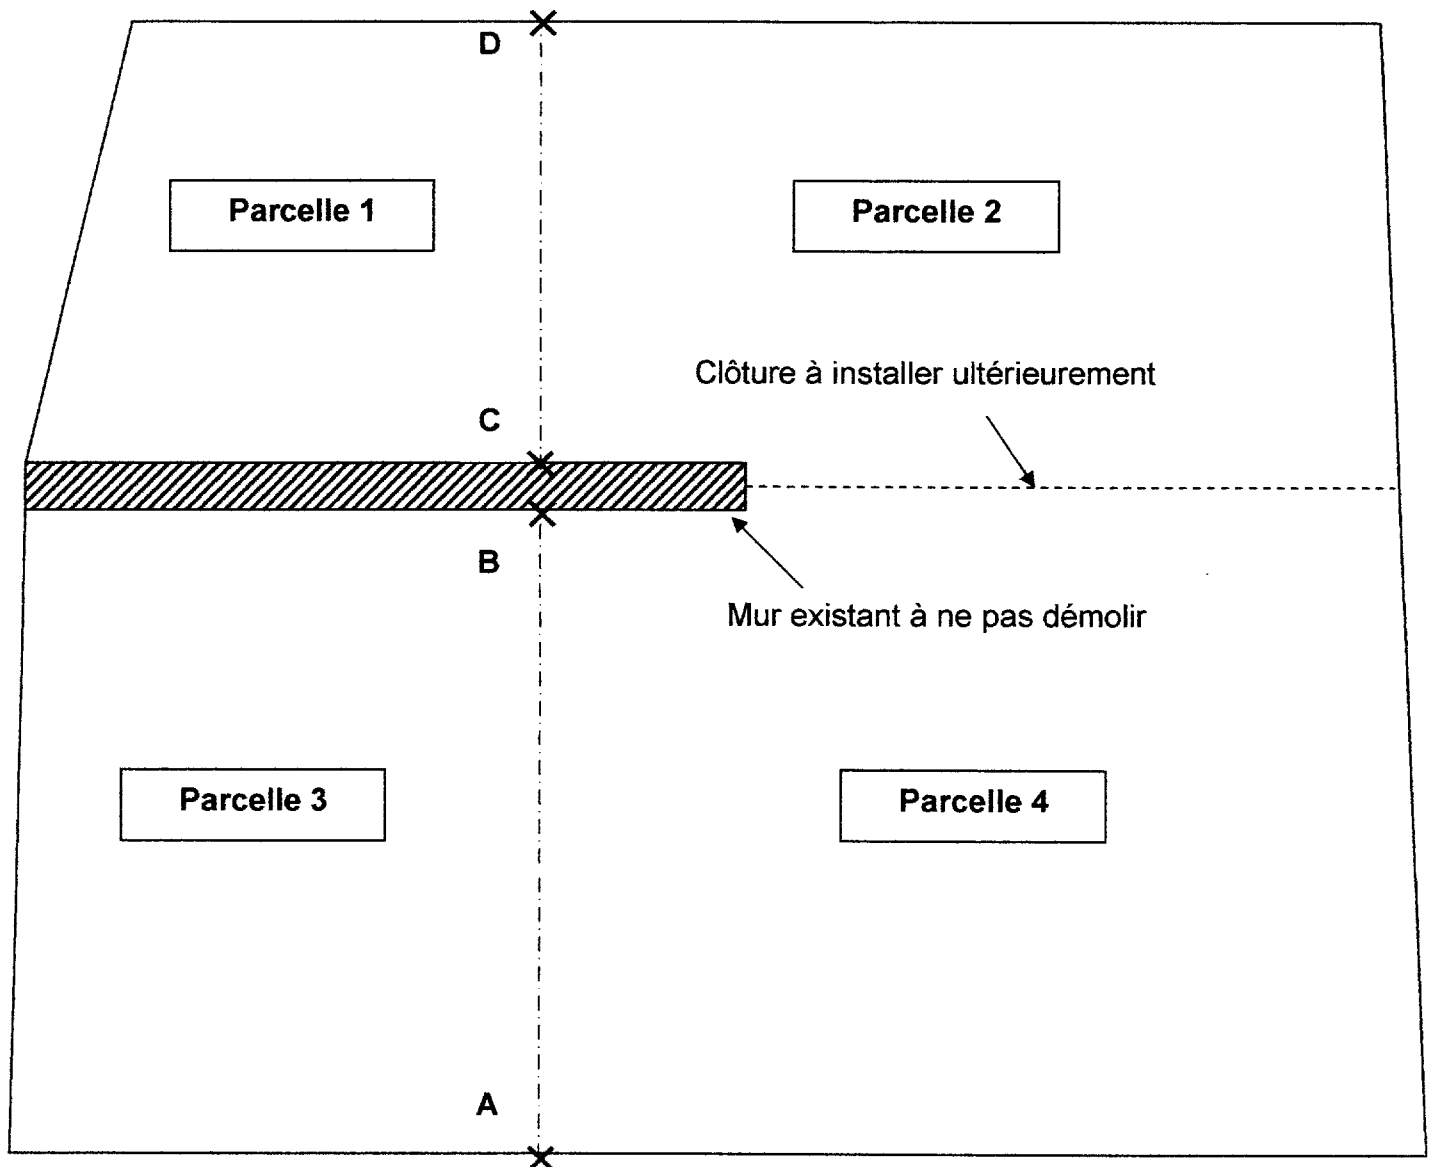 D
Parcelle 1
Parcelle 2
Clôture à installer ultérieurement
C
B
Mur existant à ne pas démolir
Parcelle 3
Parcelle 4
A